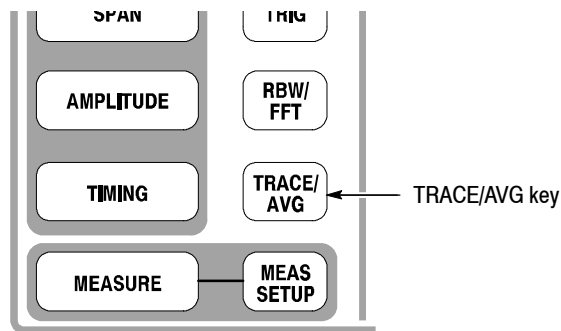 SPAN
TRIG
AMPLITUDE
RBW/
FFT
TIMING
TRACE/
AVG
TRACE/AVG key
MEASURE
MEAS
SETUP